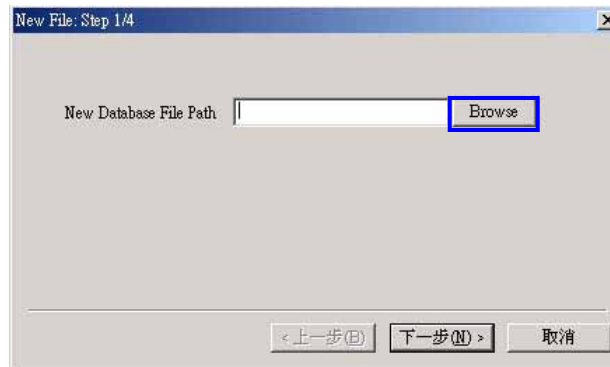 New File: Step 1/4
New Database File Path
Browse
<上一步(B)
下一步(N) >
取消